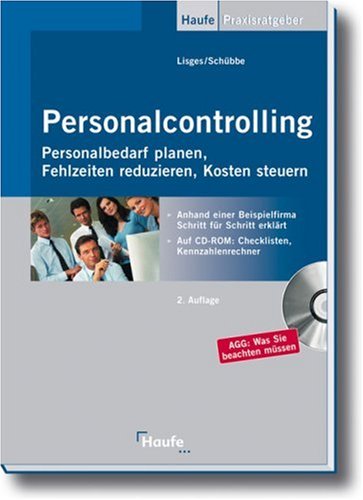 Haufe Praxisratgeber
Lisges/Schübbe
Personalcontrolling
Personalbedarf planen,
Fehlzeiten reduzieren, Kosten steuern
Anhand einer Beispielfirma
Schritt für Schritt erklärt
Auf CD-ROM: Checklisten,
Kennzahlenrechner
2. Auflage
AGG: Was Sie
beachten müssen
Haufe